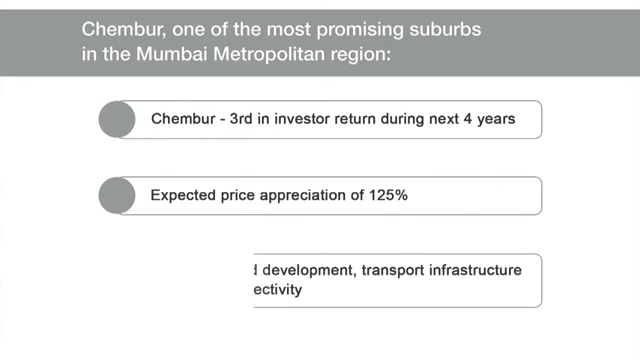 Chembur, one of the most promising suburbs
in the Mumbai Metropolitan region:
Chembur - 3rd in investor return during next 4 years
Expected price appreciation of 125%
development, transport infrastructure